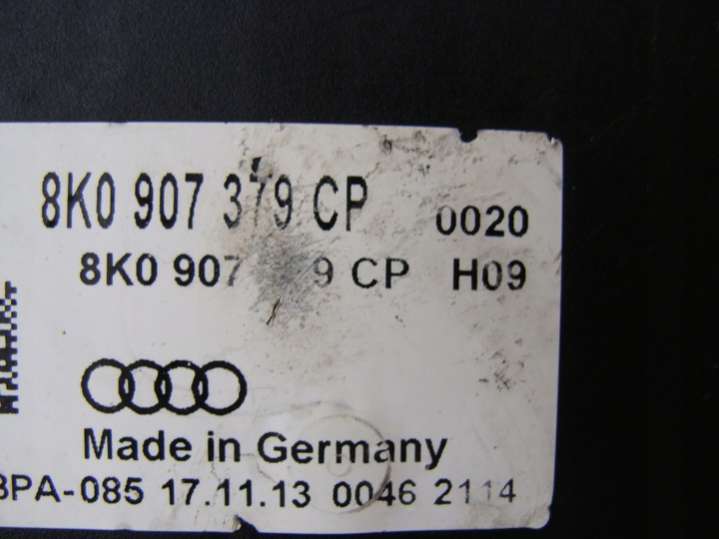 8K0 907 379 CP 0020
8K0 907 9 CP H09
Made in Germany
BPA-085 17.11.13 0046 2114